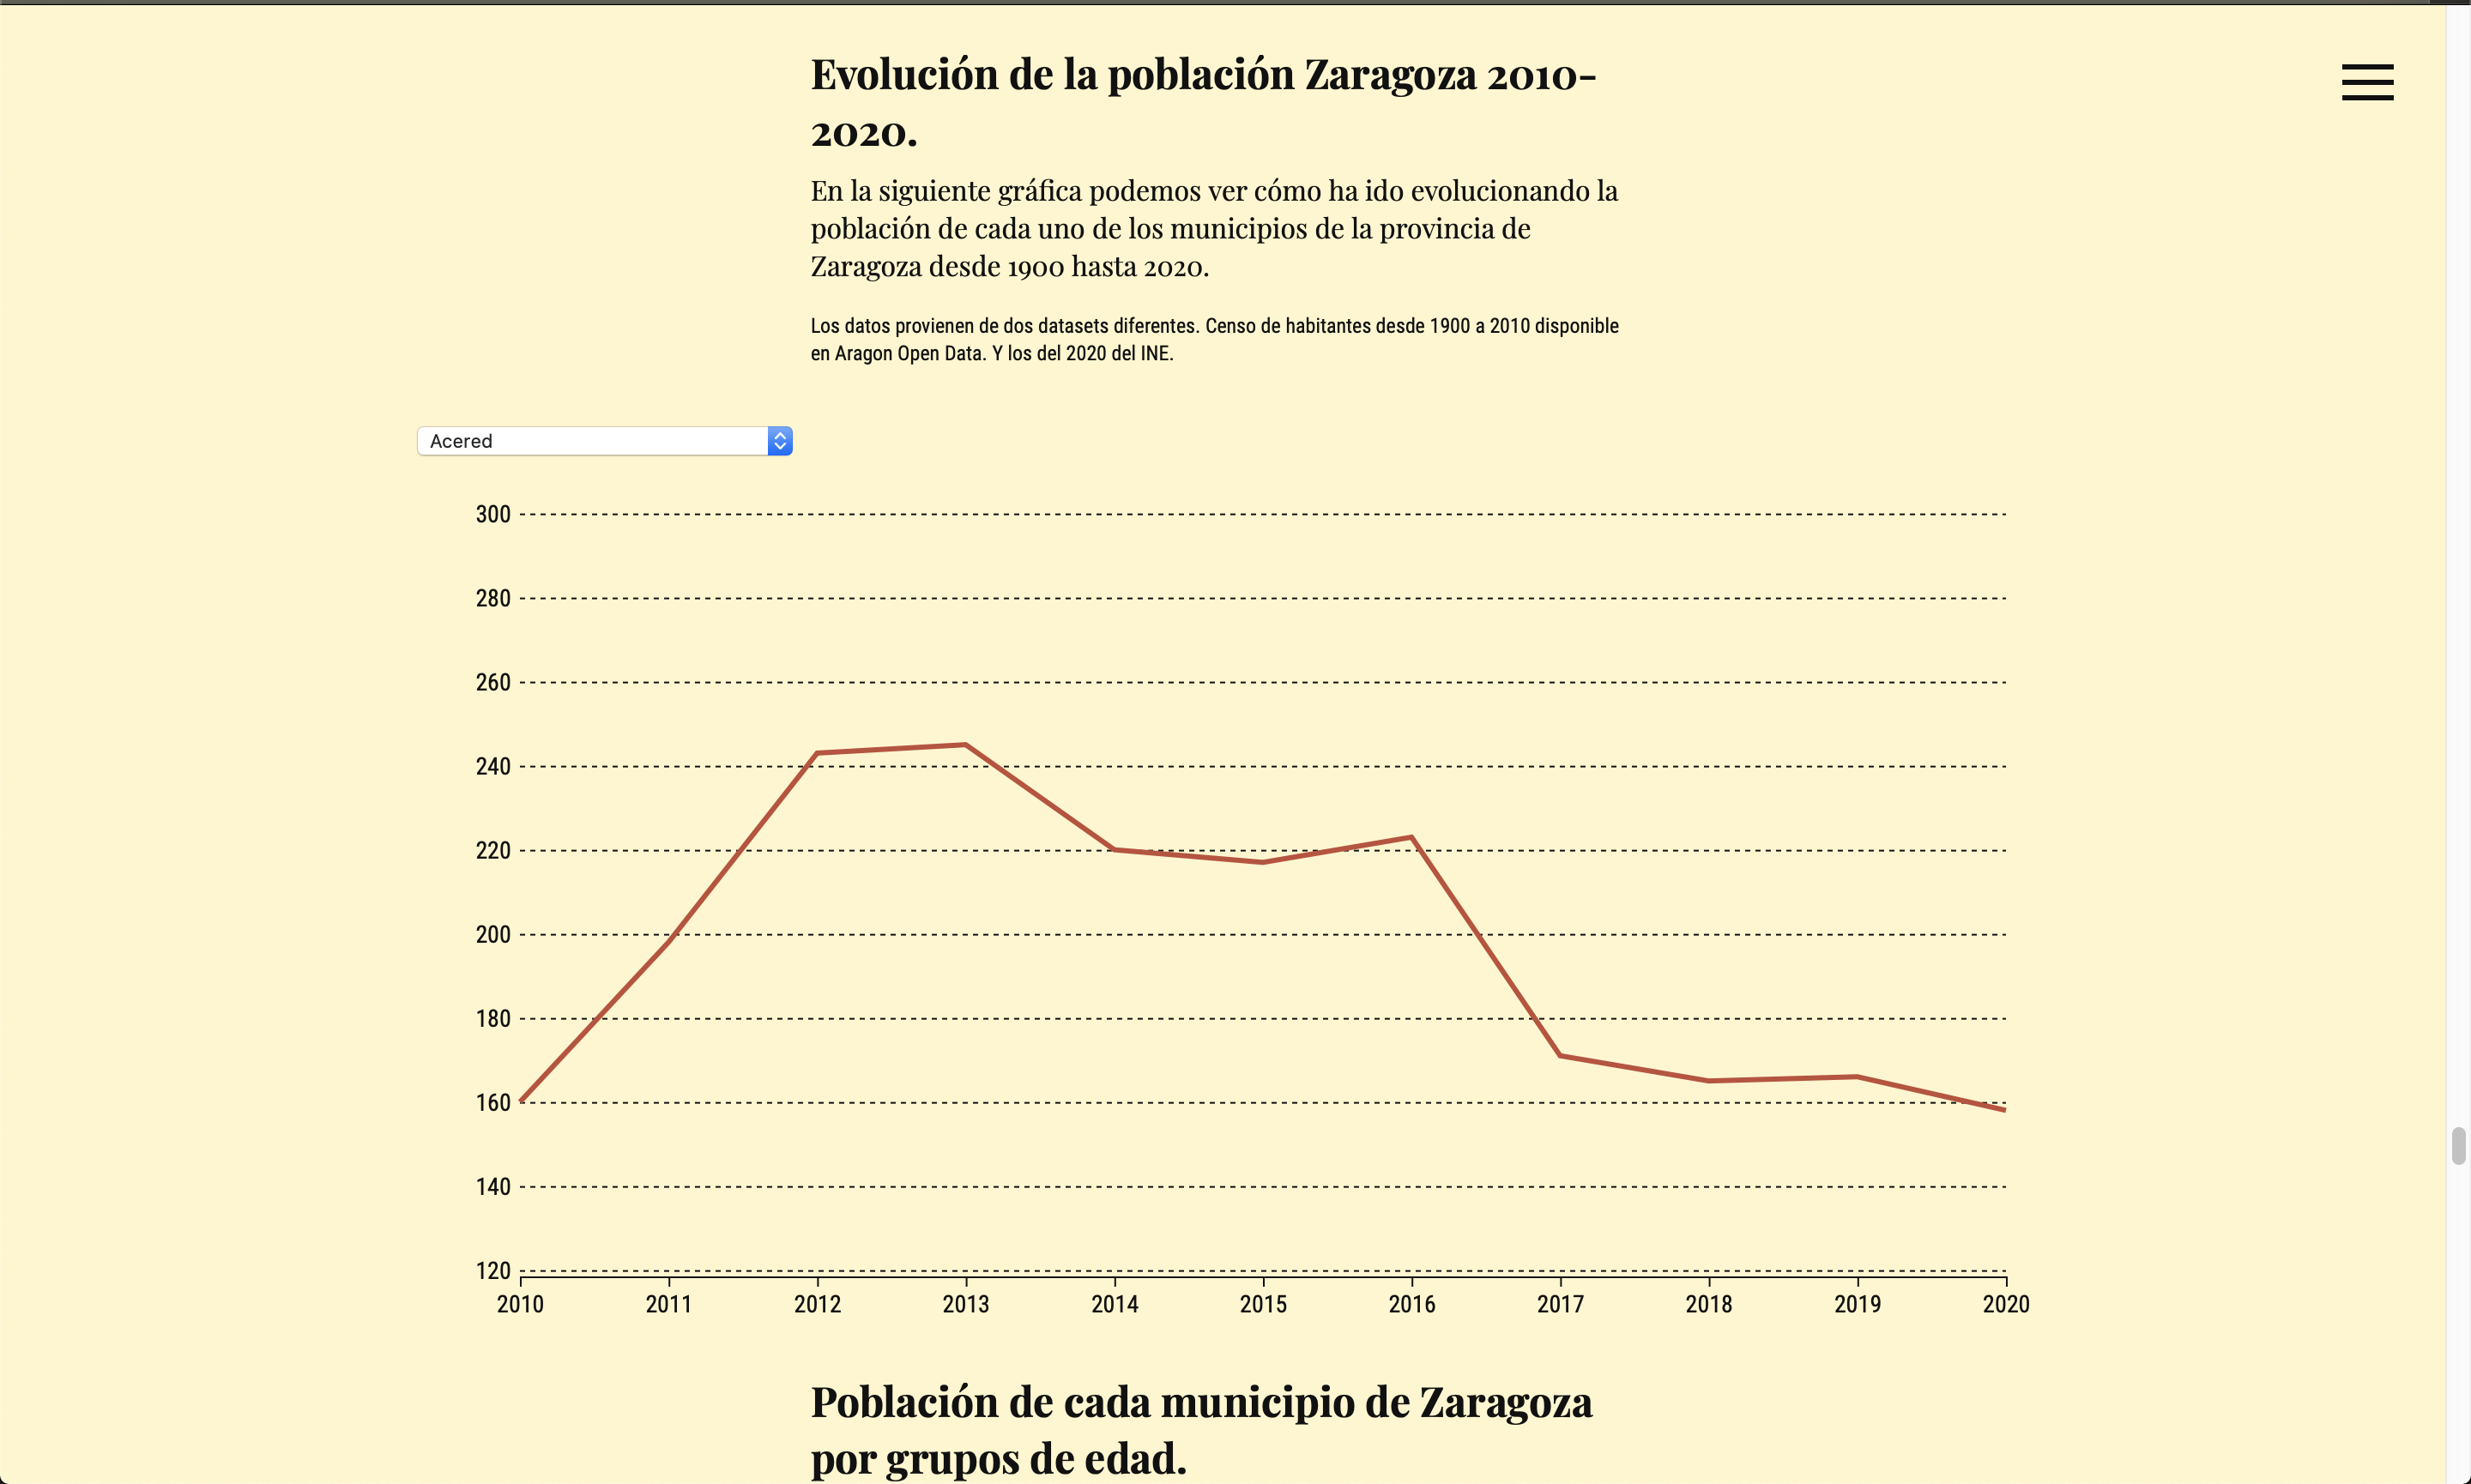 Evolución de la población Zaragoza 2010-
2020.
En la siguiente gráfica podemos ver cómo ha ido evolucionando la
población de cada uno de los municipios de la provincia de
Zaragoza desde 1900 hasta 2020.
Los datos provienen de dos datasets diferentes. Censo de habitantes desde 1900 a 2010 disponible
en Aragon Open Data. Y los del 2020 del INE.
Acered
300
280
260
240
220
200
180
160
140
120
2010 2011 2012 2013 2014 2015 2016 2017 2018 2019 2020
Población de cada municipio de Zaragoza
por grupos de edad.